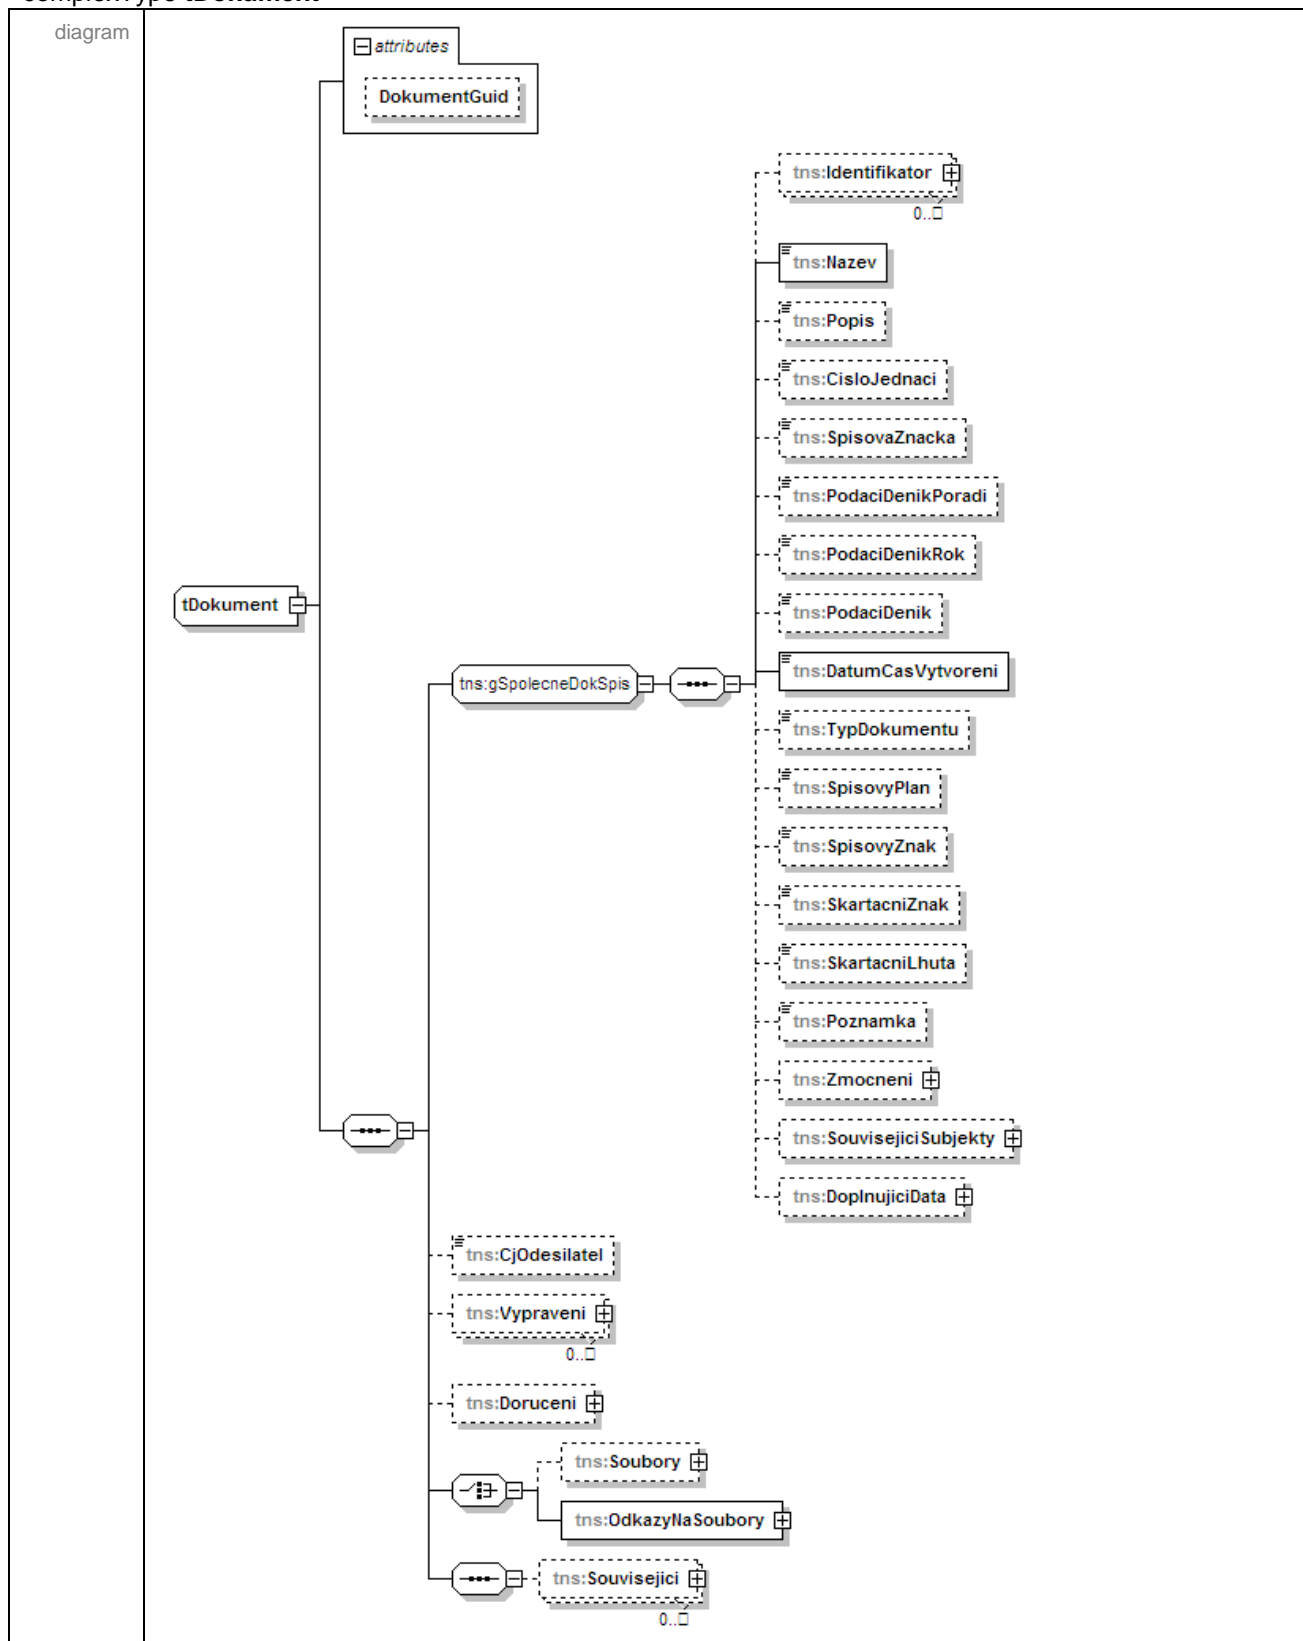 complexType tDokument
diagram
attributes
DokumentGuid
tns:Identifikator
0..□
tns:Nazev
tns:Popis
tns:CisloJednaci
tns:SpisovaZnacka
tns:PodaciDenikPoradi
tns:PodaciDenikRok
tns:PodaciDenik
tDokument
tns:gSpolecneDokSpis
tns:DatumCasVytvoreni
tns:TypDokumentu
tns:SpisovyPlan
tns:SpisovyZnak
tns:SkartacniZnak
tns:SkartacniLhuta
tns:Poznamka
tns:Zmocneni
tns:SouvisejiciSubjekty
tns:DoplnujiciData
tns:CjOdesilatel
tns:Vypraveni
0..□
tns:Doruceni
tns:Soubory
tns:OdkazyNaSoubory
tns:Souvisejici
0..□